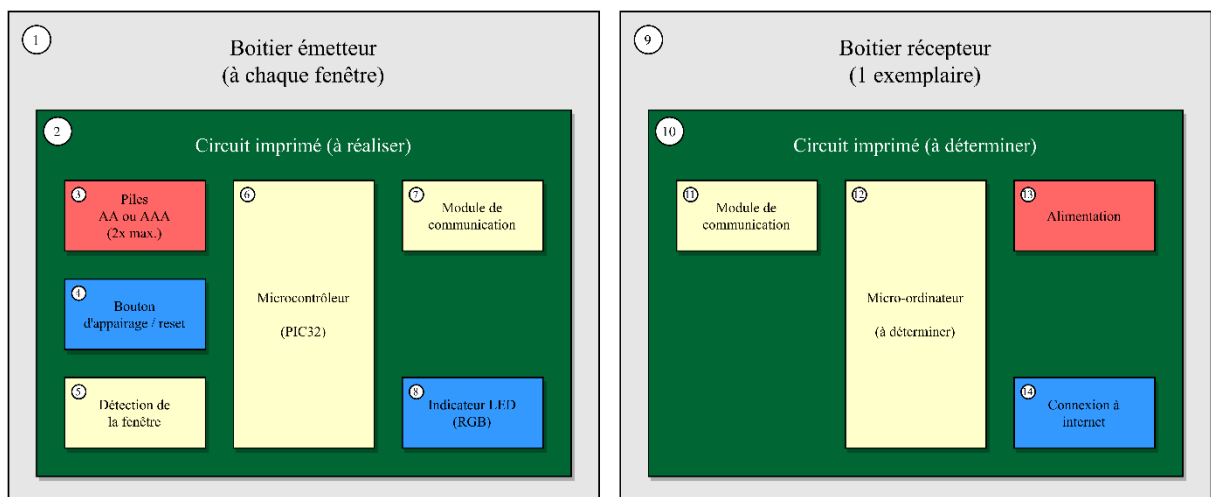 1
Boitier émetteur
(à chaque fenêtre)
2
Circuit imprimé (à réaliser)
3
Piles
AA ou AAA
(2x max.)
4
Bouton
d'appairage / reset
5
Détection de
la fenêtre
6
Microcontrôleur
(PIC32)
7
Module de
communication
8
Indicateur LED
(RGB)
9
Boitier récepteur
(1 exemplaire)
10
Circuit imprimé (à déterminer)
11
Module de
communication
12
Micro-ordinateur
(à déterminer)
13
Alimentation
14
Connexion à
internet